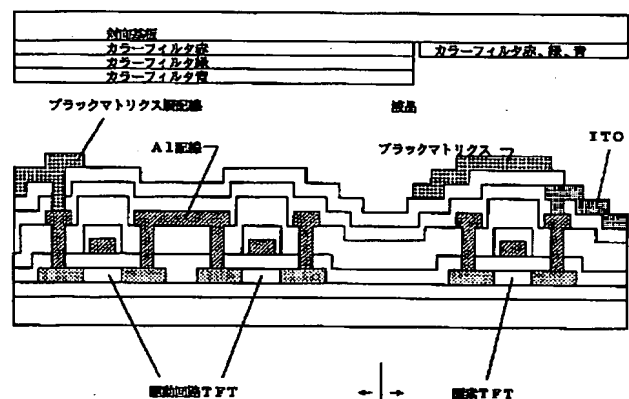 対向基板
カラーフィルタ赤
カラーフィルタ赤、緑、青
カラーフィルタ緑
カラーフィルタ青
ブラックマトリクス兼配線
液晶
Al配線
ブラックマトリクス
ITO
駆動回路TFT
画素TFT